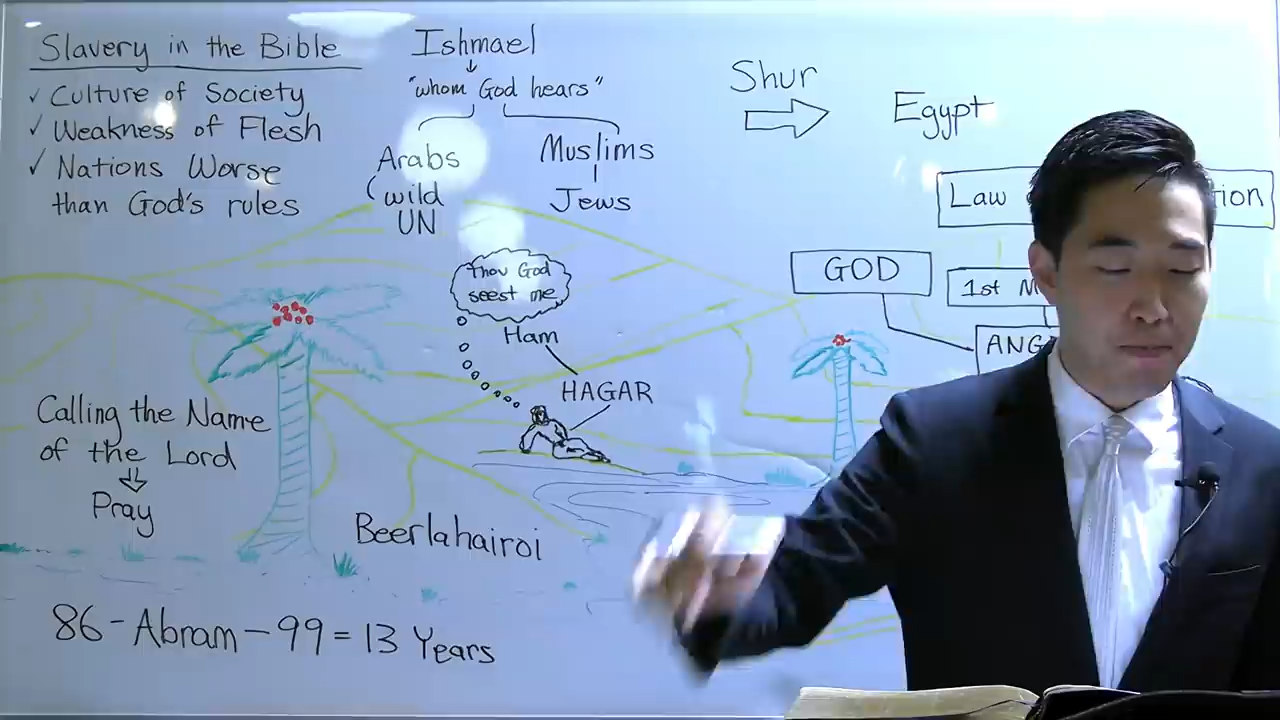 Slavery in the Bible
✓ Culture of Society
✓ Weakness of Flesh
✓ Nations Worse
than God's rules
Ishmael
"whom God hears"
Arabs
wild
UN
Muslims
Jews
Shur
Egypt
Law
GOD
1st
Thou God
seest me
Ham
HAGAR
Calling the Name
of the Lord
Pray
Beerlahairoi
86 - Abram - 99 = 13 Years